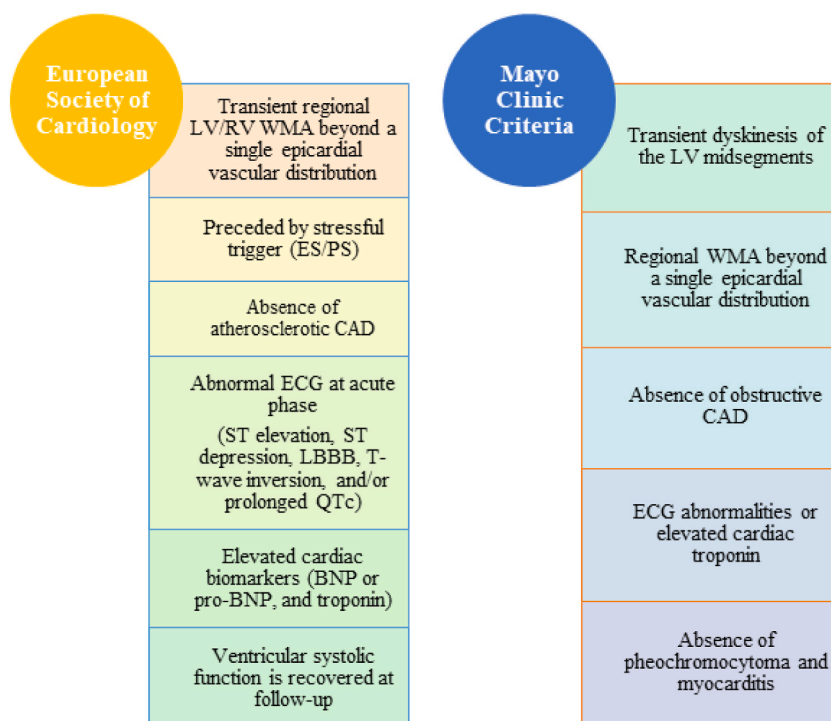 European
Society of
Cardiology
Transient regional
LV/RV WMA beyond a
single epicardial
vascular distribution
Preceded by stressful
trigger (ES/PS)
Absence of
atherosclerotic CAD
Abnormal ECG at acute
phase
(ST elevation, ST
depression, LBBB, T-
wave inversion, and/or
prolonged QTc)
Elevated cardiac
biomarkers (BNP or
pro-BNP, and troponin)
Ventricular systolic
function is recovered at
follow-up
Mayo
Clinic
Criteria
Transient dyskinesis of
the LV midsegments
Regional WMA beyond
a single epicardial
vascular distribution
Absence of obstructive
CAD
ECG abnormalities or
elevated cardiac
troponin
Absence of
pheochromocytoma and
myocarditis